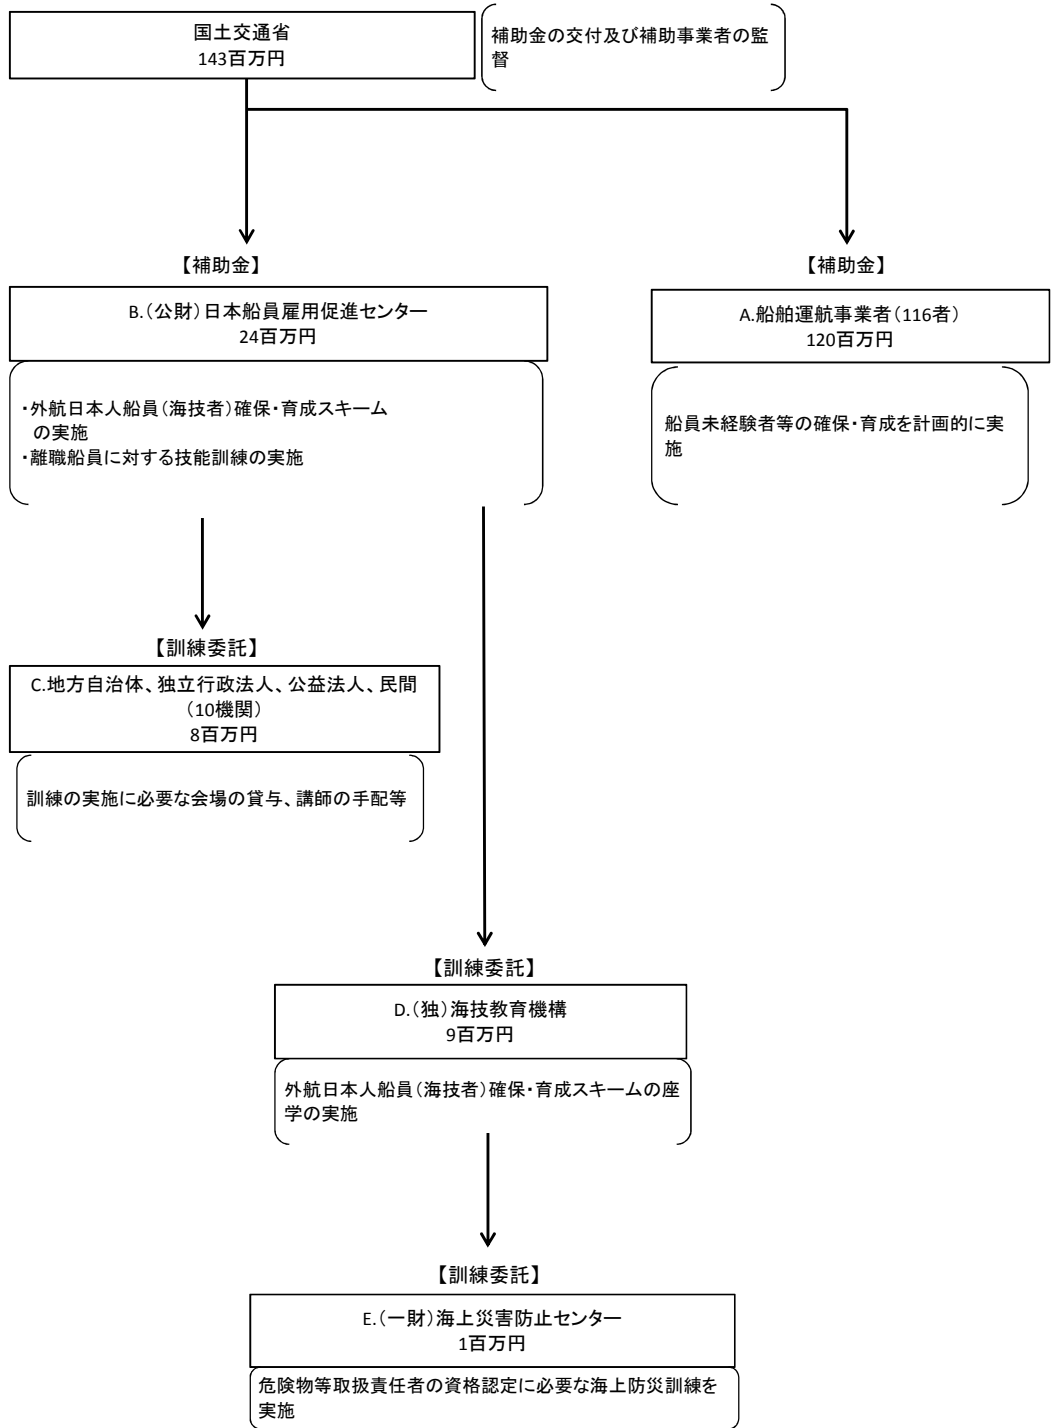 国土交通省
143百万円
補助金の交付及び補助事業者の監
督
【補助金】
B.(公財)日本船員雇用促進センター
24百万円
・外航日本人船員(海技者)確保・育成スキーム
の実施
・離職船員に対する技能訓練の実施
【補助金】
A.船舶運航事業者(116者)
120百万円
船員未経験者等の確保・育成を計画的に実
施
【訓練委託】
C.地方自治体、独立行政法人、公益法人、民間
(10機関)
8百万円
訓練の実施に必要な会場の貸与、講師の手配等
【訓練委託】
D.(独)海技教育機構
9百万円
外航日本人船員(海技者)確保・育成スキームの座
学の実施
【訓練委託】
E.(一財)海上災害防止センター
1百万円
危険物等取扱責任者の資格認定に必要な海上防災訓練を
実施